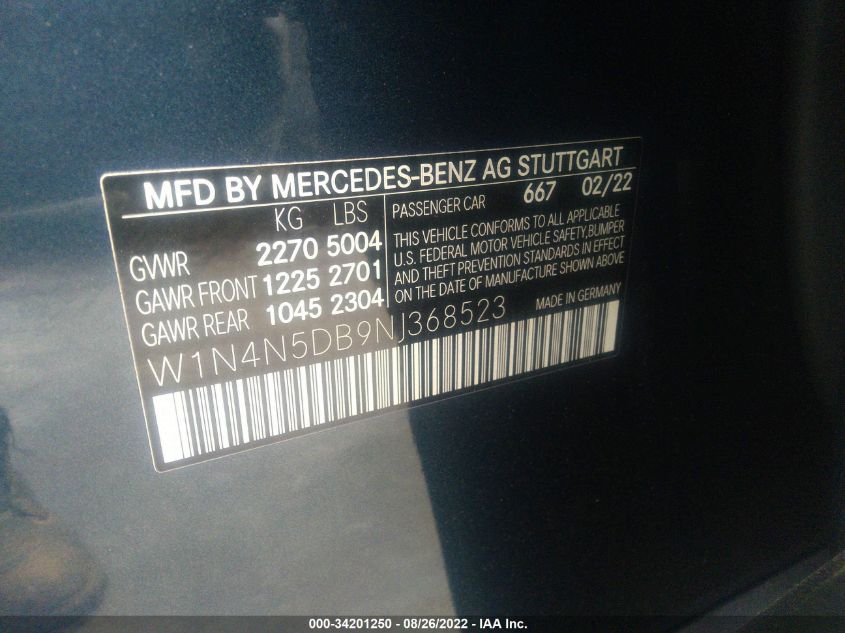 MFD BY MERCEDES-BENZ AG STUTTGART
KG LBS
GVWR 2270 5004
GAWR FRONT 1225 2701
GAWR REAR 1045 2304
PASSENGER CAR 667 02/22
THIS VEHICLE CONFORMS TO ALL APPLICABLE
U.S. FEDERAL MOTOR VEHICLE SAFETY,BUMPER
AND THEFT PREVENTION STANDARDS IN EFFECT
ON THE DATE OF MANUFACTURE SHOWN ABOVE
MADE IN GERMANY
W1N4N5DB9NJ368523
000-34201250 - 08/26/2022 - IAA Inc.